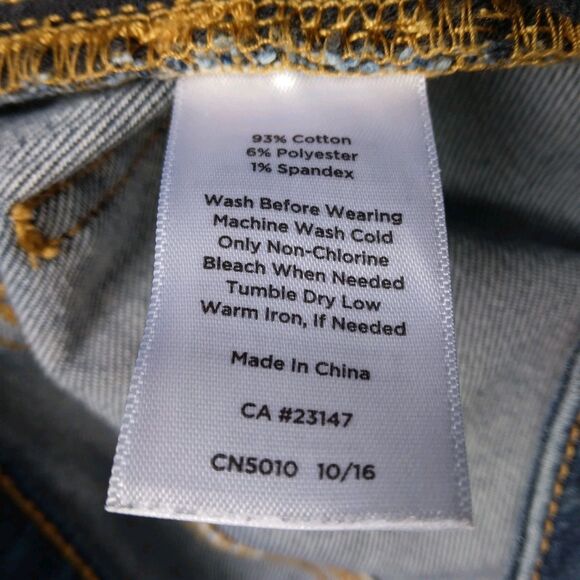 93% Cotton
6% Polyester
1% Spandex
Wash Before Wearing
Machine Wash Cold
Only Non-Chlorine
Bleach When Needed
Tumble Dry Low
Warm Iron, If Needed
Made In China
CA #23147
CN5010 10/16